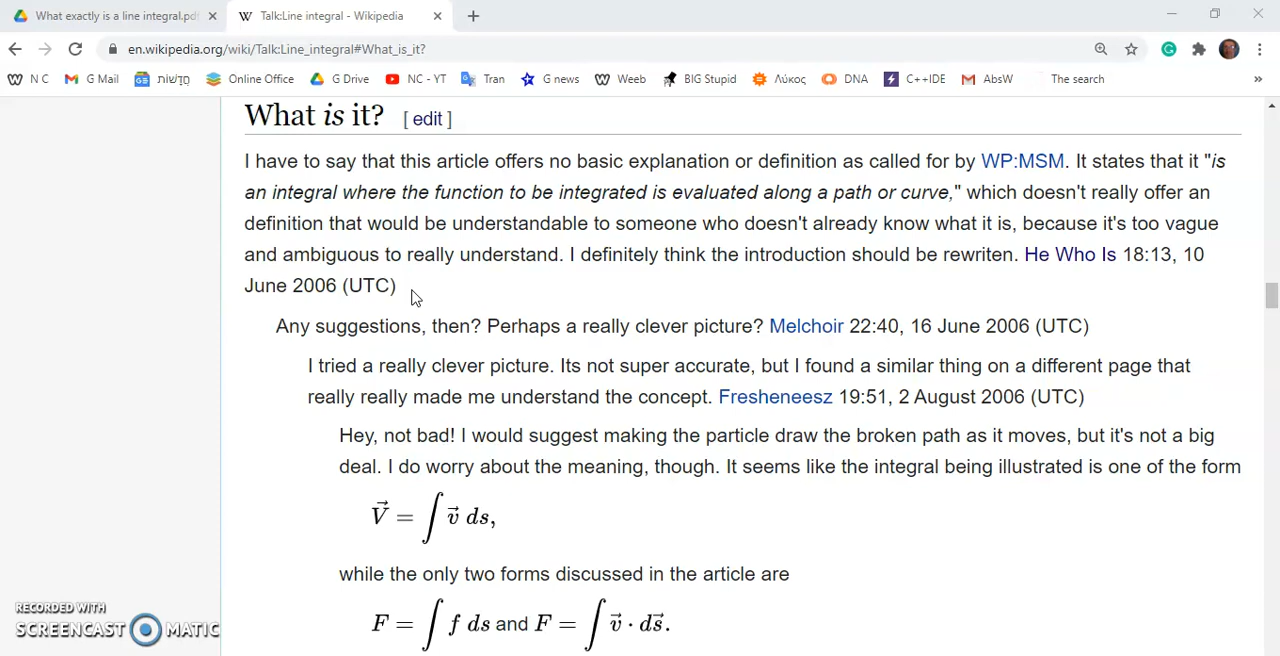 What exactly is a line integral.pd
Talk:Line integral - Wikipedia
en.wikipedia.org/wiki/Talk:Line_integral#What_is_it?
N C G Mail חֲדָשׁוֹת Online Office G Drive NC - YT Tran G news Weeb BIG Stupid Λύκος DNA C++IDE AbsW The search »
What is it? [ edit ]
I have to say that this article offers no basic explanation or definition as called for by WP:MSM. It states that it "is
an integral where the function to be integrated is evaluated along a path or curve," which doesn't really offer an
definition that would be understandable to someone who doesn't already know what it is, because it's too vague
and ambiguous to really understand. I definitely think the introduction should be rewriten. He Who Is 18:13, 10
June 2006 (UTC)
Any suggestions, then? Perhaps a really clever picture? Melchoir 22:40, 16 June 2006 (UTC)
I tried a really clever picture. Its not super accurate, but I found a similar thing on a different page that
really really made me understand the concept. Fresheneesz 19:51, 2 August 2006 (UTC)
Hey, not bad! I would suggest making the particle draw the broken path as it moves, but it's not a big
deal. I do worry about the meaning, though. It seems like the integral being illustrated is one of the form
V⃗ = ∫ v⃗ ds,
while the only two forms discussed in the article are
F = ∫ f ds and F = ∫ v⃗ · ds⃗.
RECORDED WITH
SCREENCAST MATIC